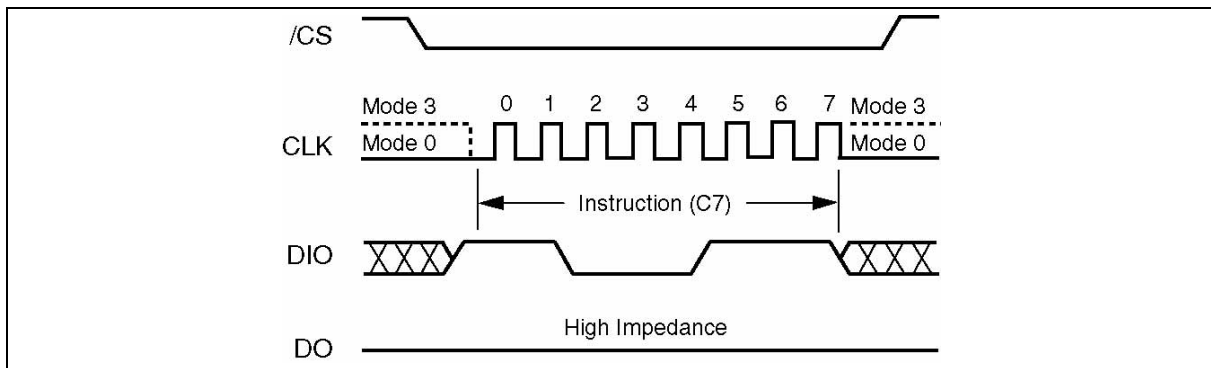 /CS
0 1 2 3 4 5 6 7
Mode 3 Mode 3
CLK Mode 0 Mode 0
Instruction (C7)
DIO
High Impedance
DO